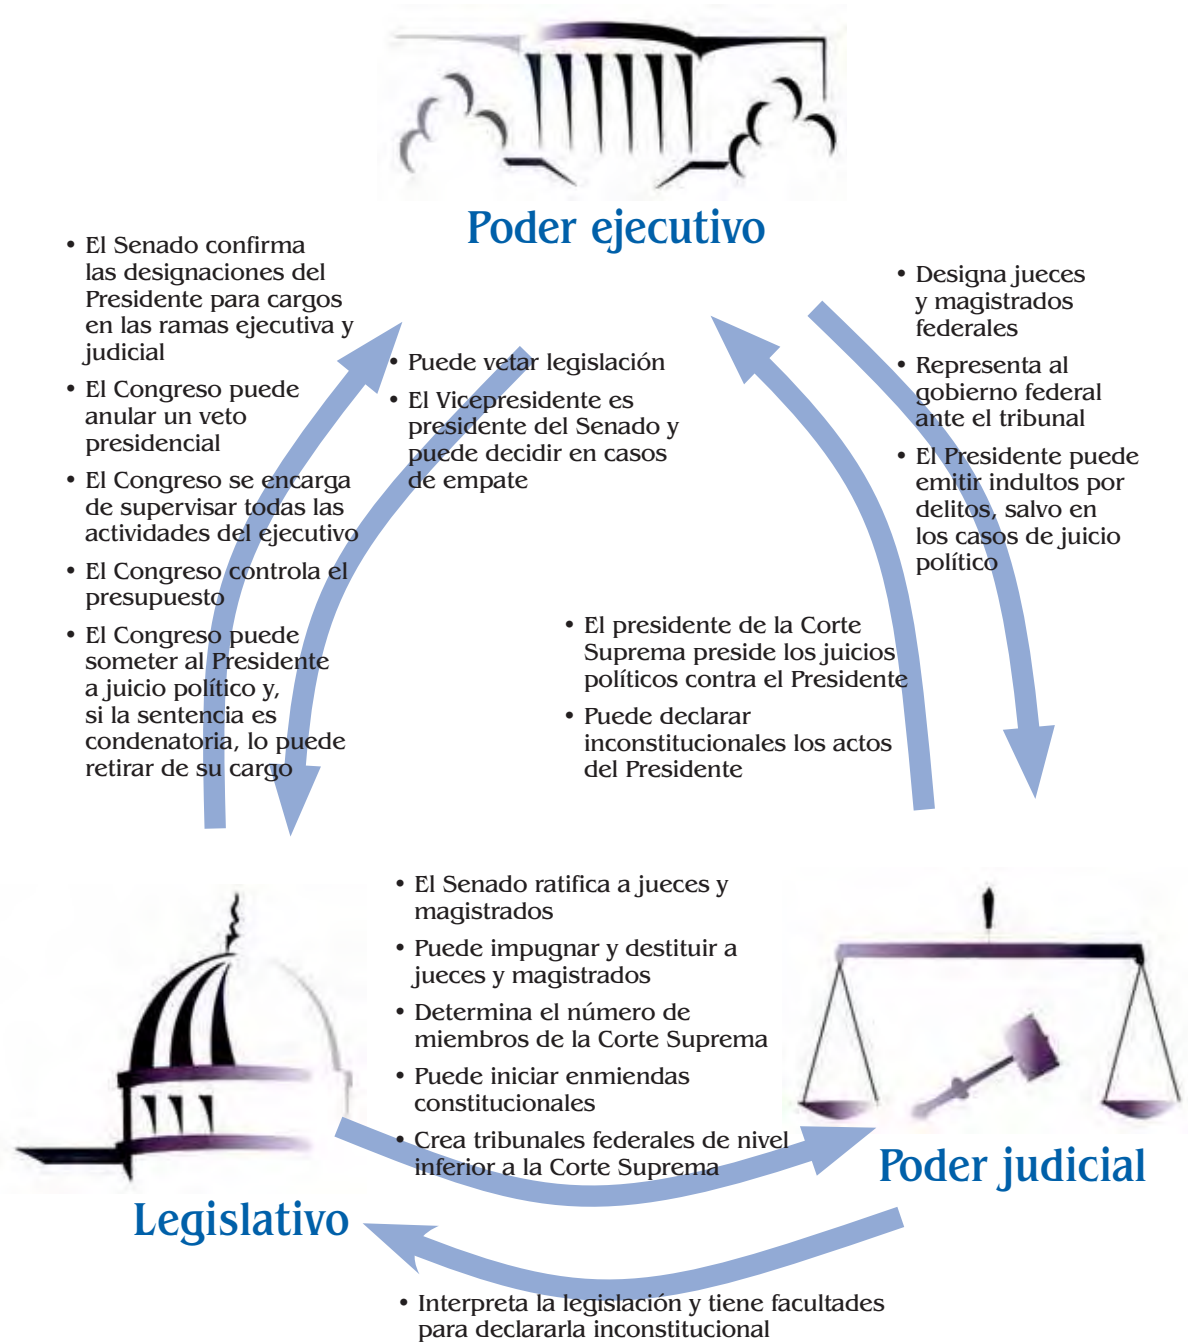 Poder ejecutivo
• El Senado confirma
las designaciones del
Presidente para cargos
en las ramas ejecutiva y
judicial
• El Congreso puede
anular un veto
presidencial
• El Congreso se encarga
de supervisar todas las
actividades del ejecutivo
• El Congreso controla el
presupuesto
• El Congreso puede
someter al Presidente
a juicio político y,
si la sentencia es
condenatoria, lo puede
retirar de su cargo
• Puede vetar legislación
• El Vicepresidente es
presidente del Senado y
puede decidir en casos
de empate
• Designa jueces
y magistrados
federales
• Representa al
gobierno federal
ante el tribunal
• El Presidente puede
emitir indultos por
delitos, salvo en
los casos de juicio
político
• El presidente de la Corte
Suprema preside los juicios
políticos contra el Presidente
• Puede declarar
inconstitucionales los actos
del Presidente
• El Senado ratifica a jueces y
magistrados
• Puede impugnar y destituir a
jueces y magistrados
• Determina el número de
miembros de la Corte Suprema
• Puede iniciar enmiendas
constitucionales
• Crea tribunales federales de nivel
inferior a la Corte Suprema
Poder judicial
Legislativo
• Interpreta la legislación y tiene facultades
para declararla inconstitucional